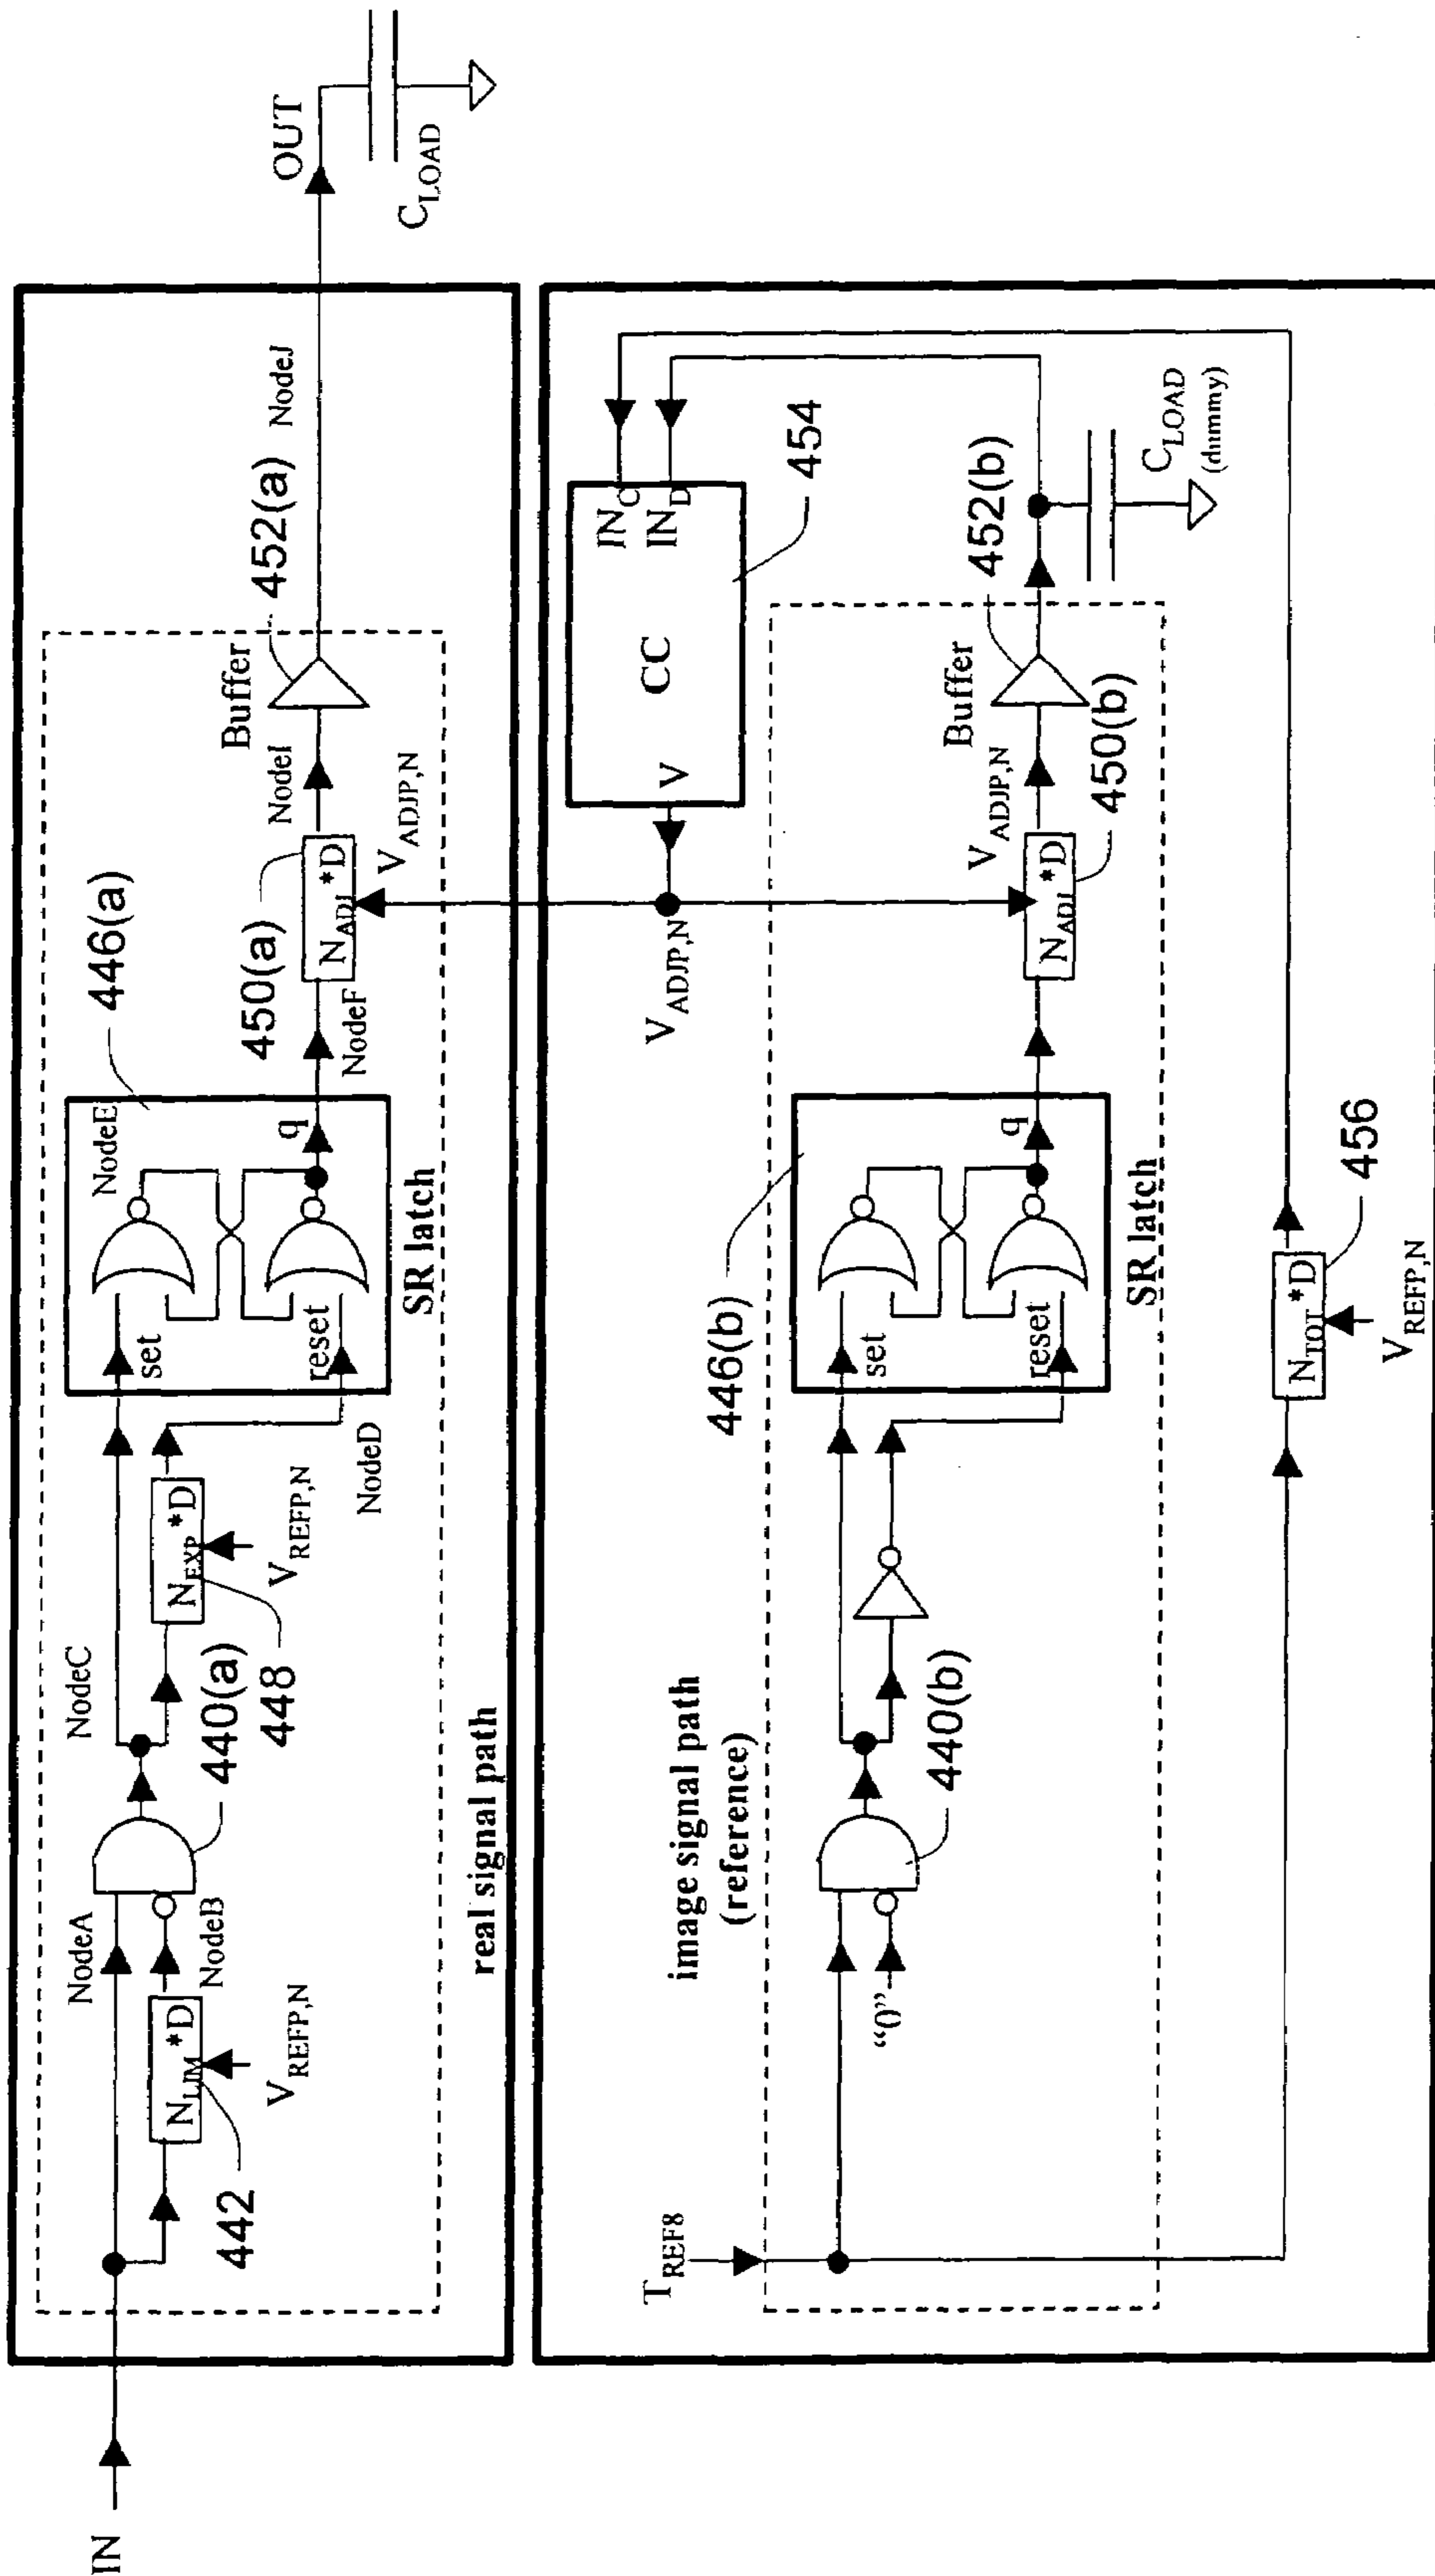 IN
NodeA
N_LIM *D
442
V_REFP,N
NodeB
440(a)
NodeC
N_EXP *D
448
V_REFP,N
NodeD
set
reset
NodeE
q
SR latch
446(a)
NodeF
450(a)
N_ADJ *D
V_ADJP,N
NodeI
Buffer
452(a)
NodeJ
OUT
C_LOAD
real signal path
image signal path
(reference)
T_REF8
"0"
440(b)
446(b)
set
reset
q
SR latch
V_ADJP,N
N_ADJ *D
450(b)
V_ADJP,N
Buffer
452(b)
V
CC
IN_C
IN_D
454
C_LOAD
(dummy)
N_TOT *D
456
V_REFP,N